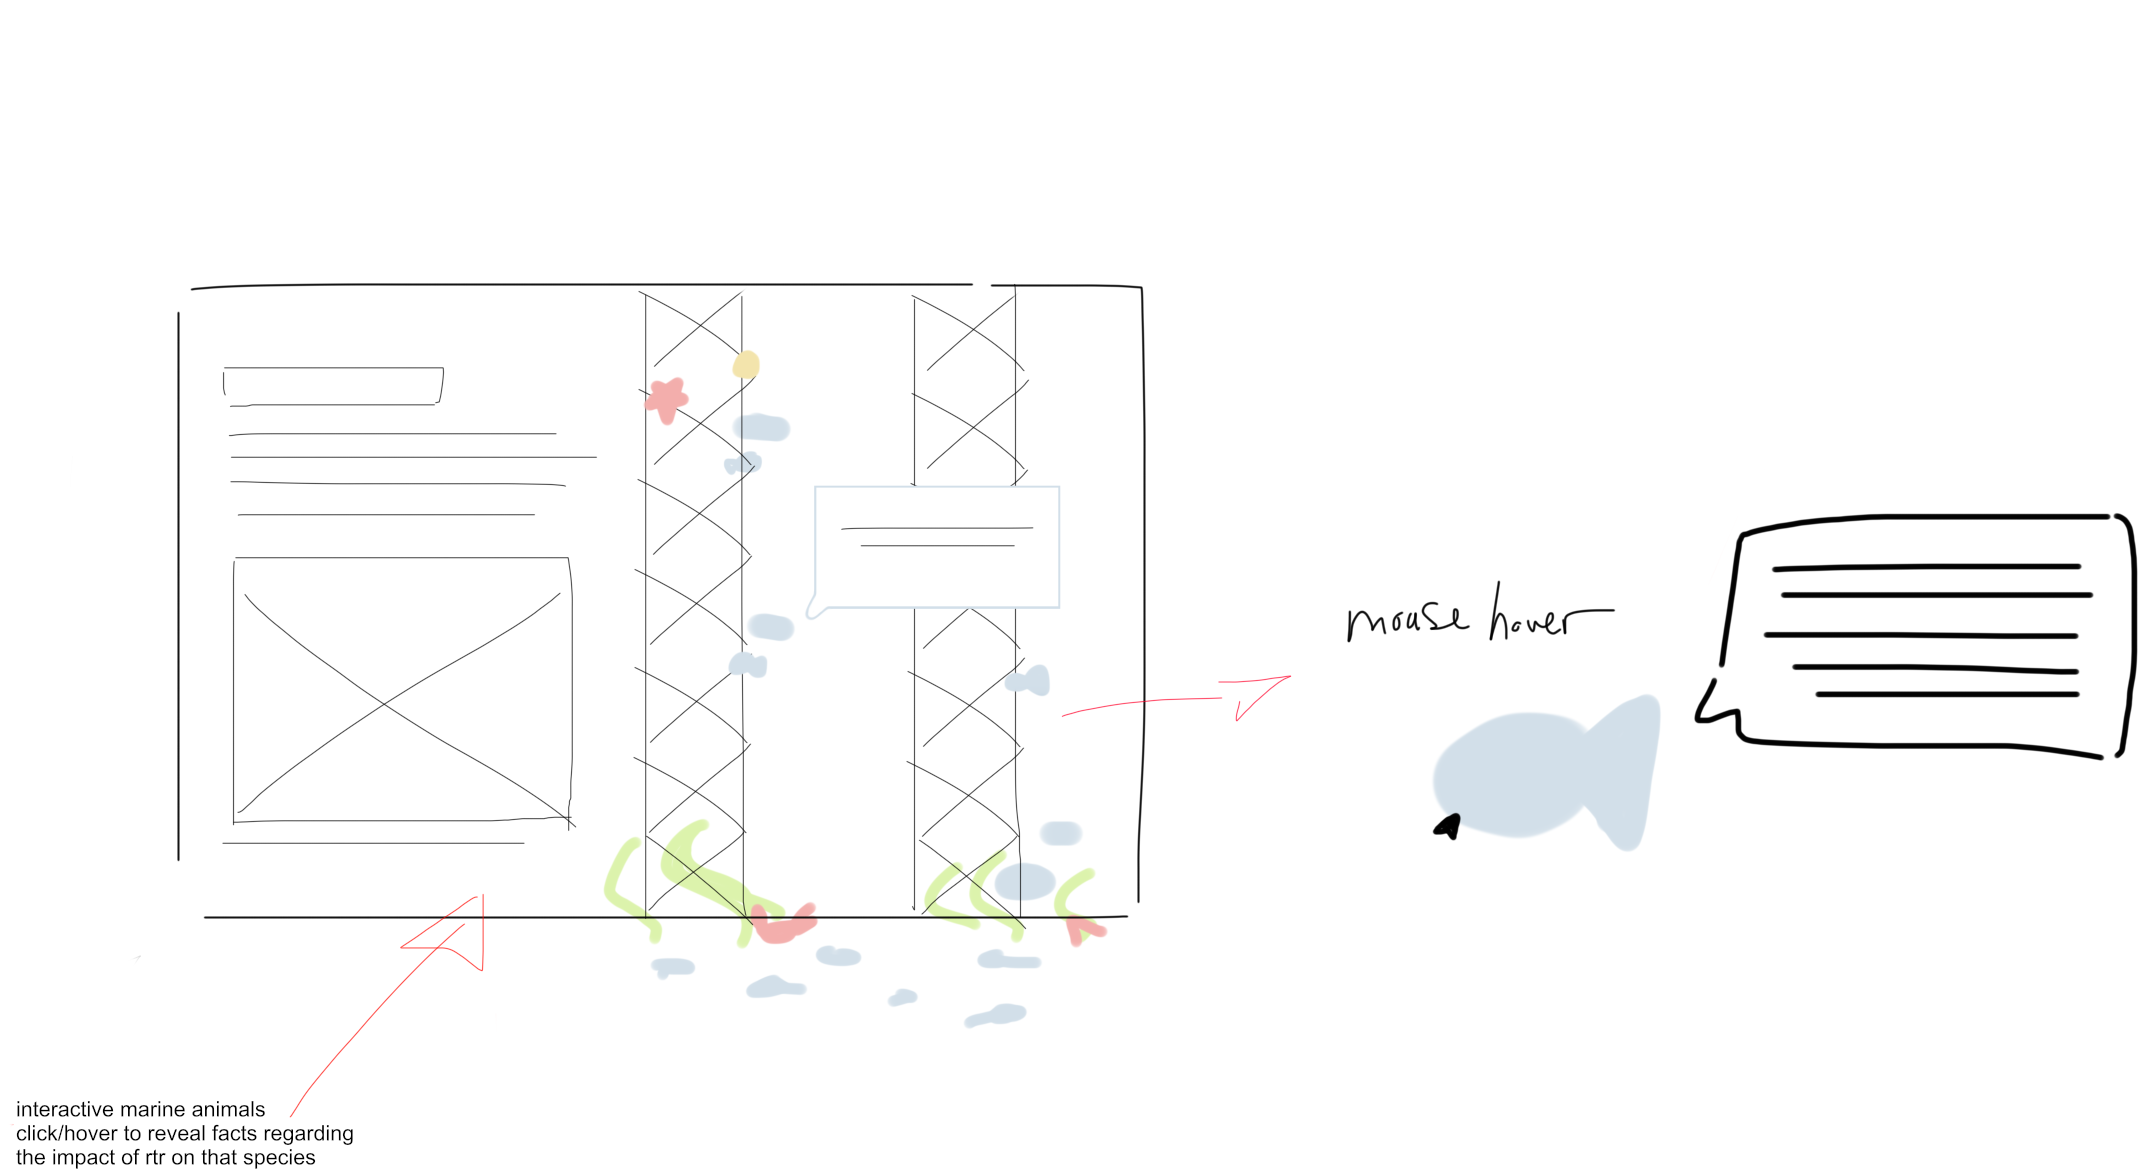 mouse hover
interactive marine animals
click/hover to reveal facts regarding
the impact of rtr on that species